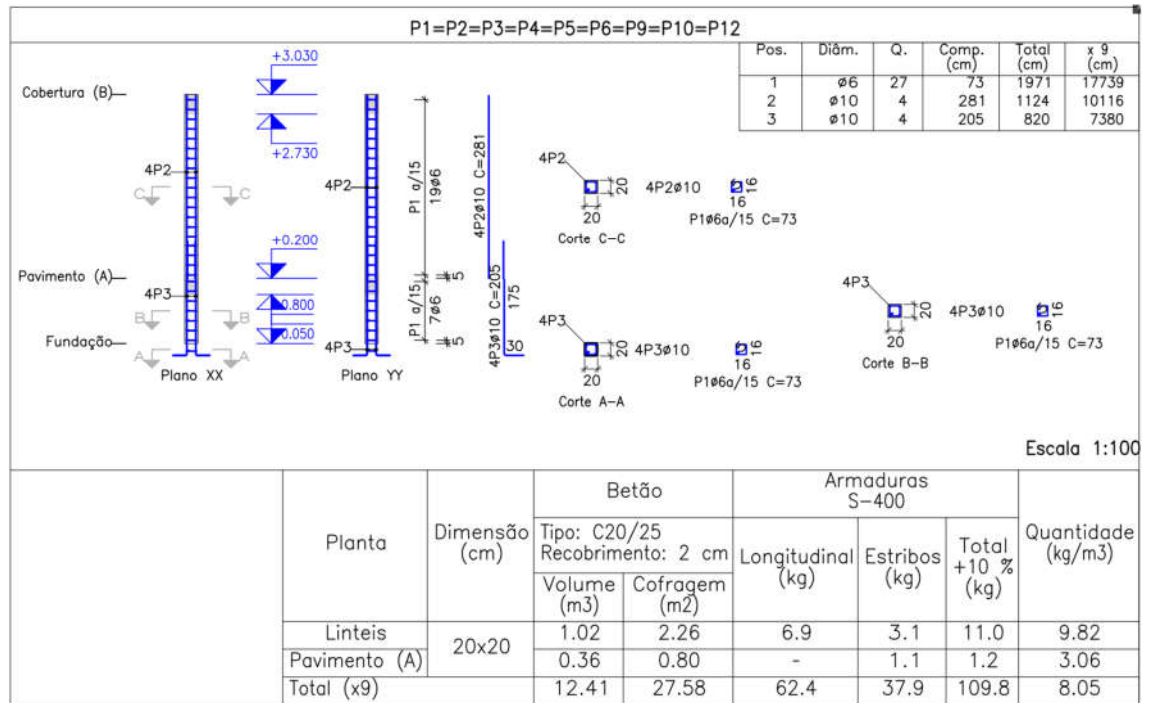 P1=P2=P3=P4=P5=P6=P9=P10=P12
Pos. Diâm. Q. Comp. (cm) Total (cm) x 9 (cm)
1 ø6 27 73 1971 17739
2 ø10 4 281 1124 10116
3 ø10 4 205 820 7380
Cobertura (B)
Pavimento (A)
Fundação
4P2
C C
4P3
B B
A A
Plano XX
+3.030
+2.730
+0.200
0.800
0.050
4P2
4P3
Plano YY
P1 a/15
19ø6
5
P1 a/15
7ø6
5
4P2ø10 C=281
4P3ø10 C=205
175
30
4P2
20
20
Corte C-C
4P2ø10
16
16
P1ø6a/15 C=73
4P3
20
20
Corte A-A
4P3ø10
16
16
P1ø6a/15 C=73
4P3
20
20
Corte B-B
4P3ø10
16
16
P1ø6a/15 C=73
Escala 1:100
Planta
Dimensão (cm)
Betão
Tipo: C20/25
Recobrimento: 2 cm
Volume (m3)
Cofragem (m2)
Armaduras
S-400
Longitudinal (kg)
Estribos (kg)
Total +10 % (kg)
Quantidade (kg/m3)
Linteis 20x20 1.02 2.26 6.9 3.1 11.0 9.82
Pavimento (A) 0.36 0.80 - 1.1 1.2 3.06
Total (x9) 12.41 27.58 62.4 37.9 109.8 8.05